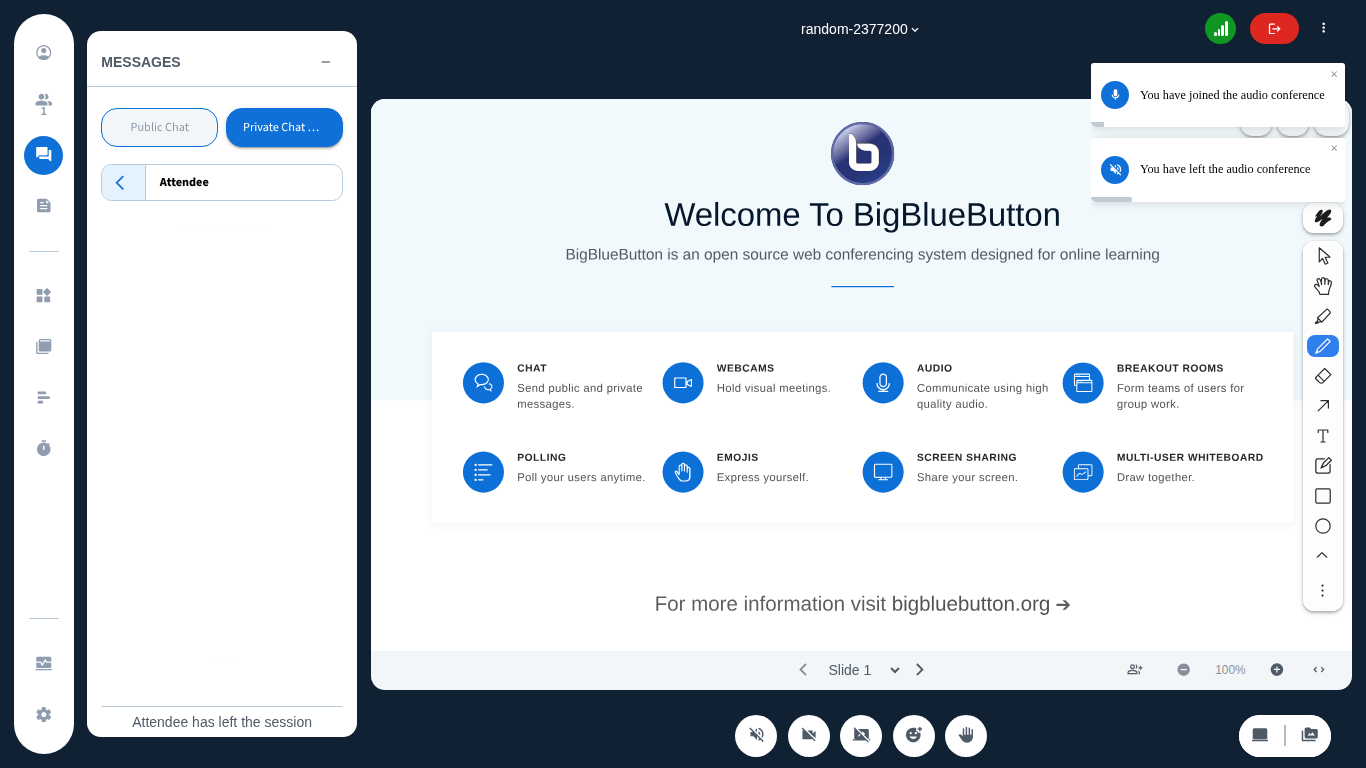 random-2377200
MESSAGES
1
Public Chat
Private Chat ...
Attendee
Attendee has left the session
You have joined the audio conference
You have left the audio conference
Welcome To BigBlueButton
BigBlueButton is an open source web conferencing system designed for online learning
CHAT
Send public and private
messages.
WEBCAMS
Hold visual meetings.
AUDIO
Communicate using high
quality audio.
BREAKOUT ROOMS
Form teams of users for
group work.
POLLING
Poll your users anytime.
EMOJIS
Express yourself.
SCREEN SHARING
Share your screen.
MULTI-USER WHITEBOARD
Draw together.
For more information visit bigbluebutton.org →
Slide 1
100%